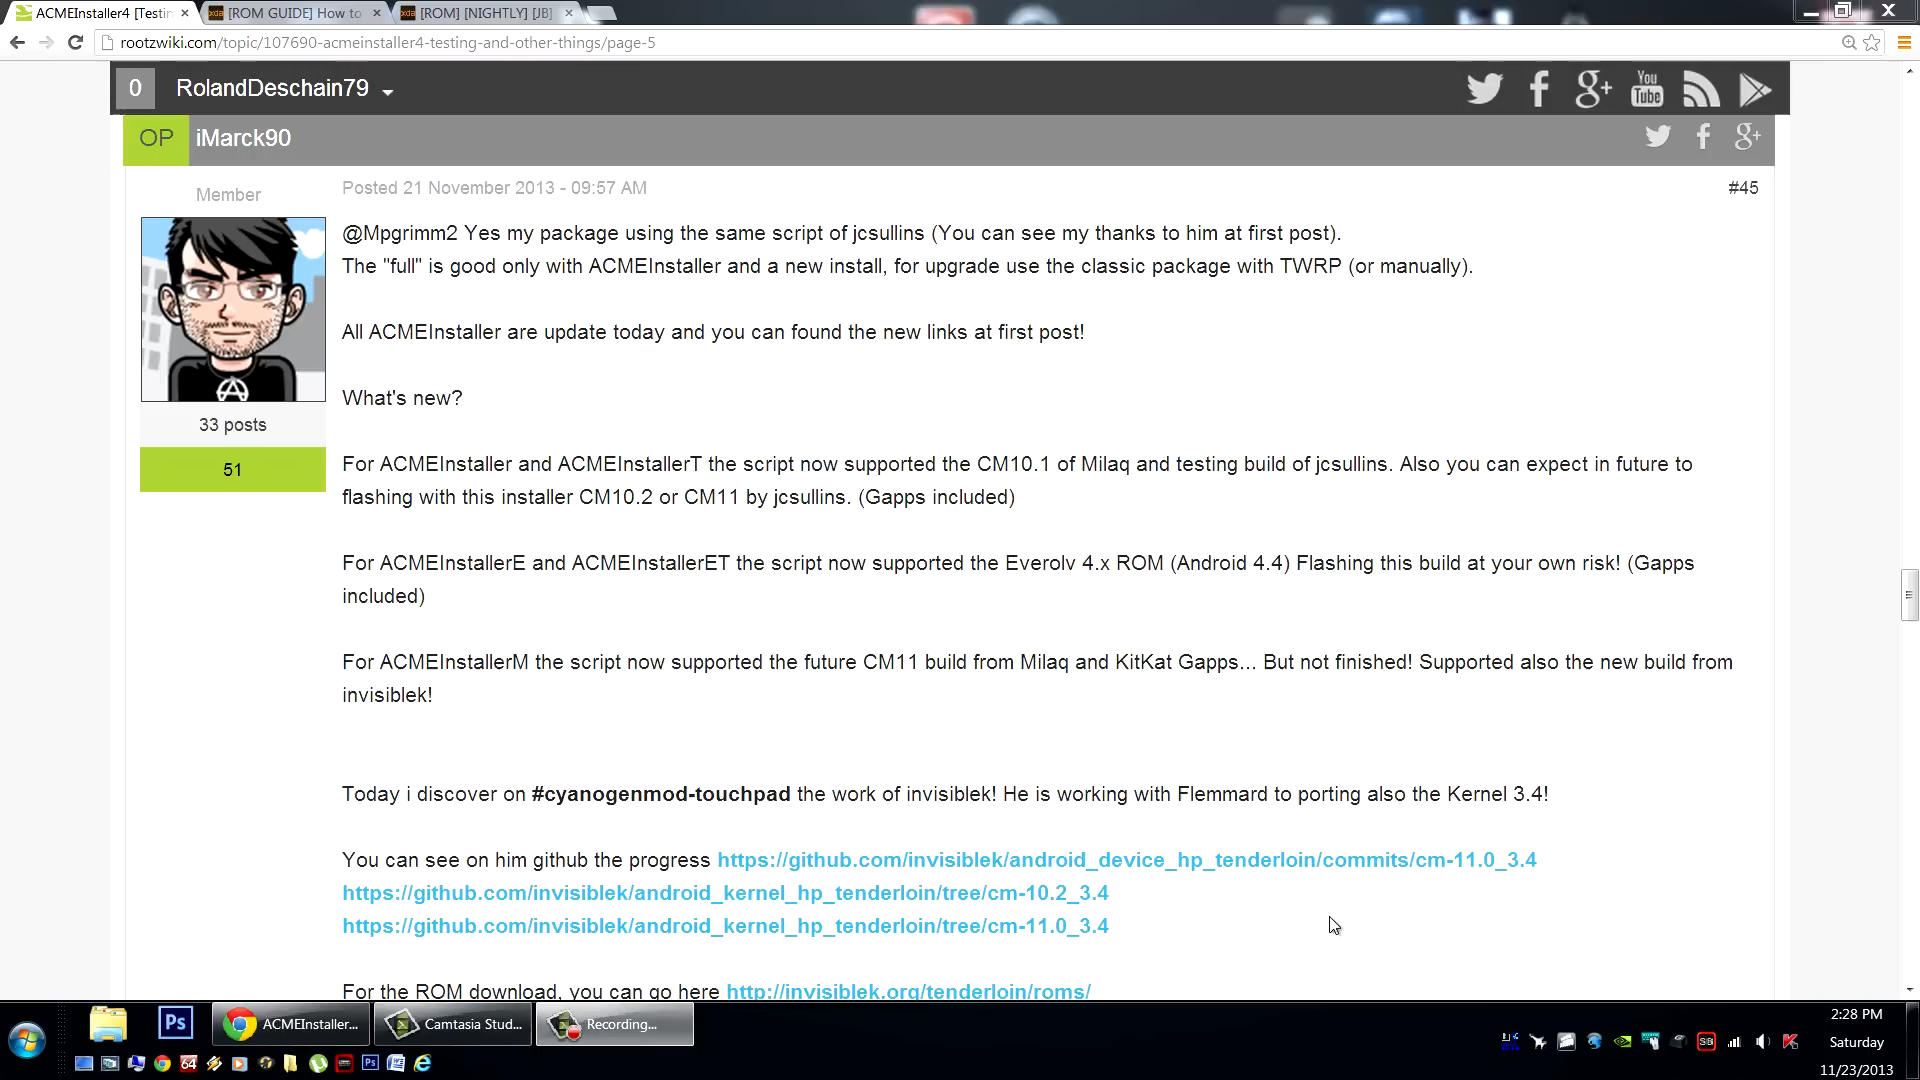 ACMEInstaller4 [Testin
[ROM GUIDE] How to
[ROM] [NIGHTLY] [JB]
rootzwiki.com/topic/107690-acmeinstaller4-testing-and-other-things/page-5
0
RolandDeschain79
You
Tube
OP
iMarck90
Member
Posted 21 November 2013 - 09:57 AM
#45
@Mpgrimm2 Yes my package using the same script of jcsullins (You can see my thanks to him at first post).
The "full" is good only with ACMEInstaller and a new install, for upgrade use the classic package with TWRP (or manually).
All ACMEInstaller are update today and you can found the new links at first post!
What's new?
33 posts
51
For ACMEInstaller and ACMEInstallerT the script now supported the CM10.1 of Milaq and testing build of jcsullins. Also you can expect in future to
flashing with this installer CM10.2 or CM11 by jcsullins. (Gapps included)
For ACMEInstallerE and ACMEInstallerET the script now supported the Everolv 4.x ROM (Android 4.4) Flashing this build at your own risk! (Gapps
included)
For ACMEInstallerM the script now supported the future CM11 build from Milaq and KitKat Gapps... But not finished! Supported also the new build from
invisiblek!
Today i discover on #cyanogenmod-touchpad the work of invisiblek! He is working with Flemmard to porting also the Kernel 3.4!
You can see on him github the progress https://github.com/invisiblek/android_device_hp_tenderloin/commits/cm-11.0_3.4
https://github.com/invisiblek/android_kernel_hp_tenderloin/tree/cm-10.2_3.4
https://github.com/invisiblek/android_kernel_hp_tenderloin/tree/cm-11.0_3.4
For the ROM download, you can go here http://invisiblek.org/tenderloin/roms/
Ps
ACMEInstaller...
Camtasia Stud...
Recording...
2:28 PM
Saturday
11/23/2013
64
Ps